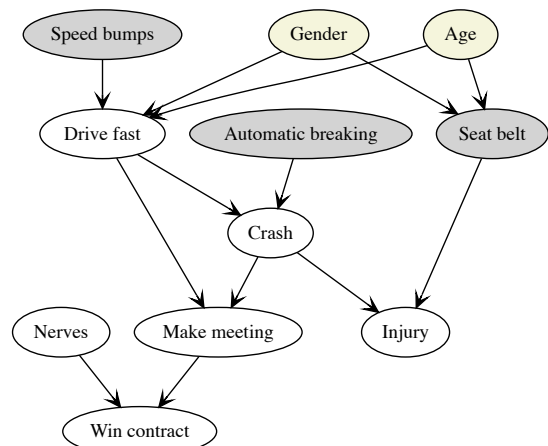 Speed bumps
Gender
Age
Drive fast
Automatic breaking
Seat belt
Crash
Nerves
Make meeting
Injury
Win contract